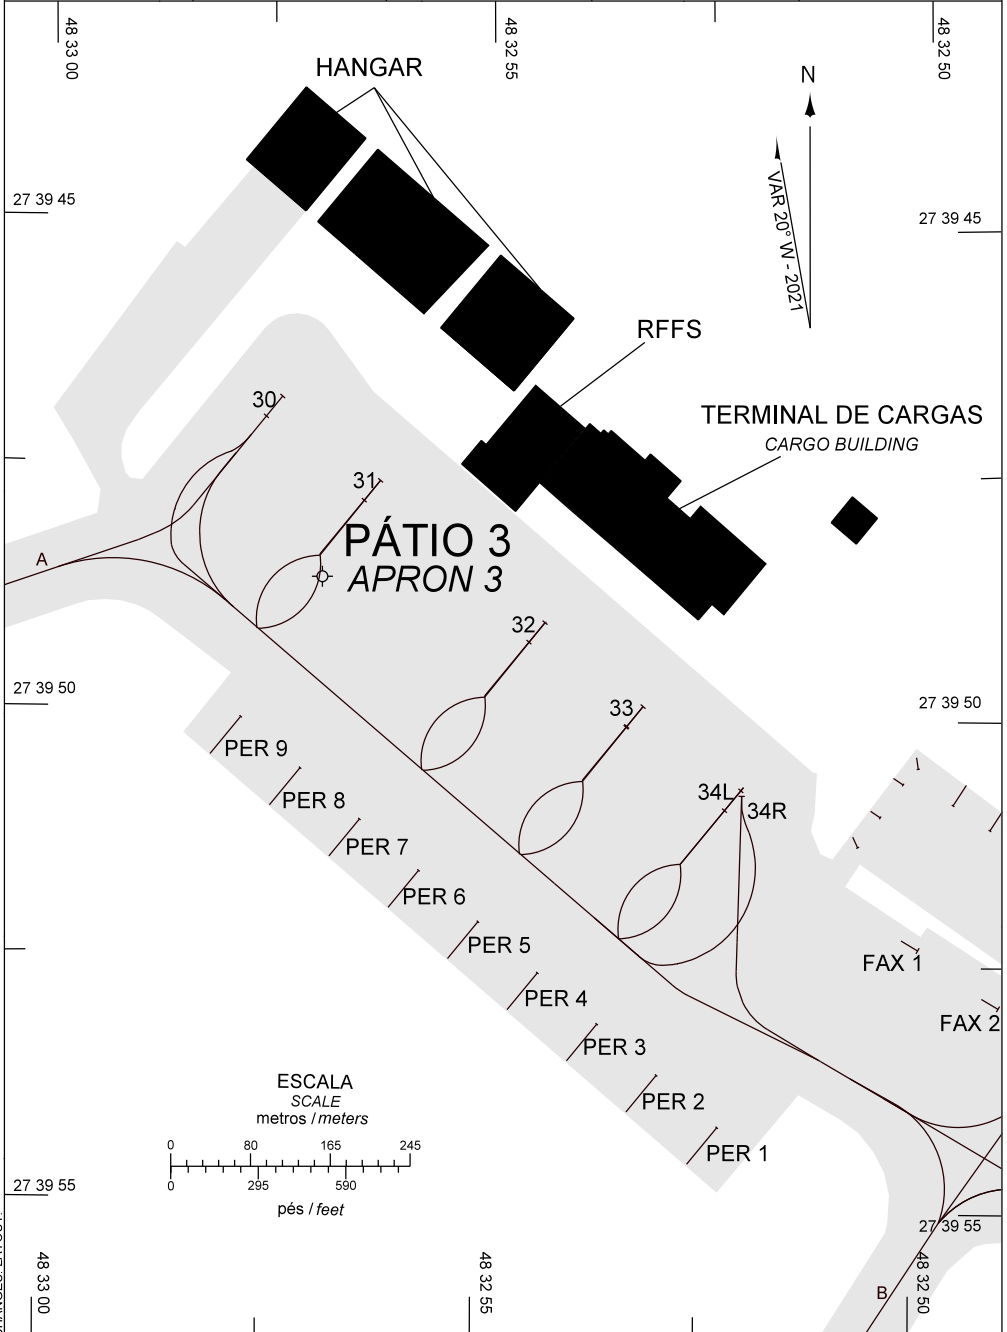 48 33 00
48 32 55
48 32 50
HANGAR
N
VAR 20° W - 2021
27 39 45
27 39 45
RFFS
TERMINAL DE CARGAS
CARGO BUILDING
30
31
PÁTIO 3
APRON 3
A
32
27 39 50
27 39 50
33
PER 9
PER 8
34L
34R
PER 7
PER 6
PER 5
FAX 1
PER 4
FAX 2
PER 3
ESCALA
SCALE
metros / meters
PER 2
0 80 165 245
PER 1
0 295 590
pés / feet
27 39 55
27 39 55
B
48 33 00
48 32 55
48 32 50